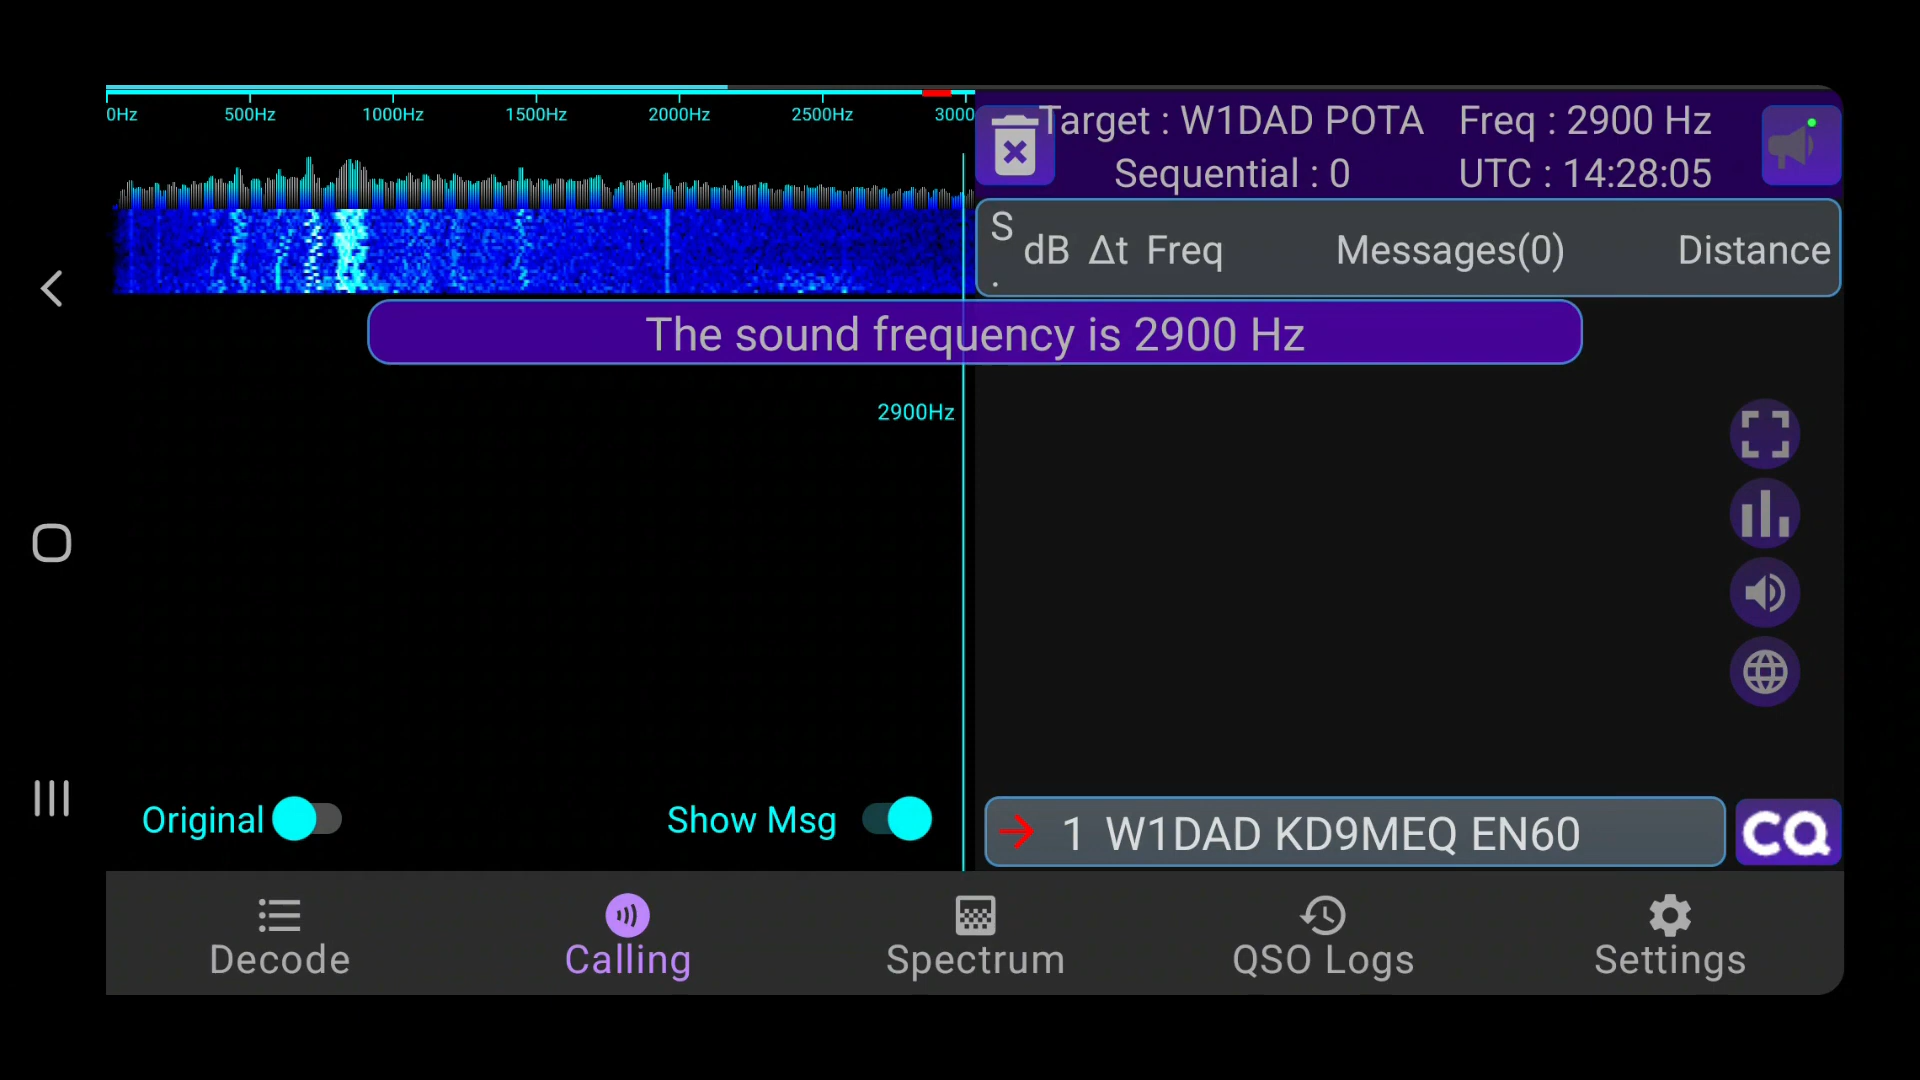 0Hz 500Hz 1000Hz 1500Hz 2000Hz 2500Hz 3000
Target : W1DAD POTA Freq : 2900 Hz
Sequential : 0 UTC : 14:28:05
S. dB Δt Freq Messages(0) Distance
The sound frequency is 2900 Hz
2900Hz
Original Show Msg
1 W1DAD KD9MEQ EN60 CQ
Decode Calling Spectrum QSO Logs Settings